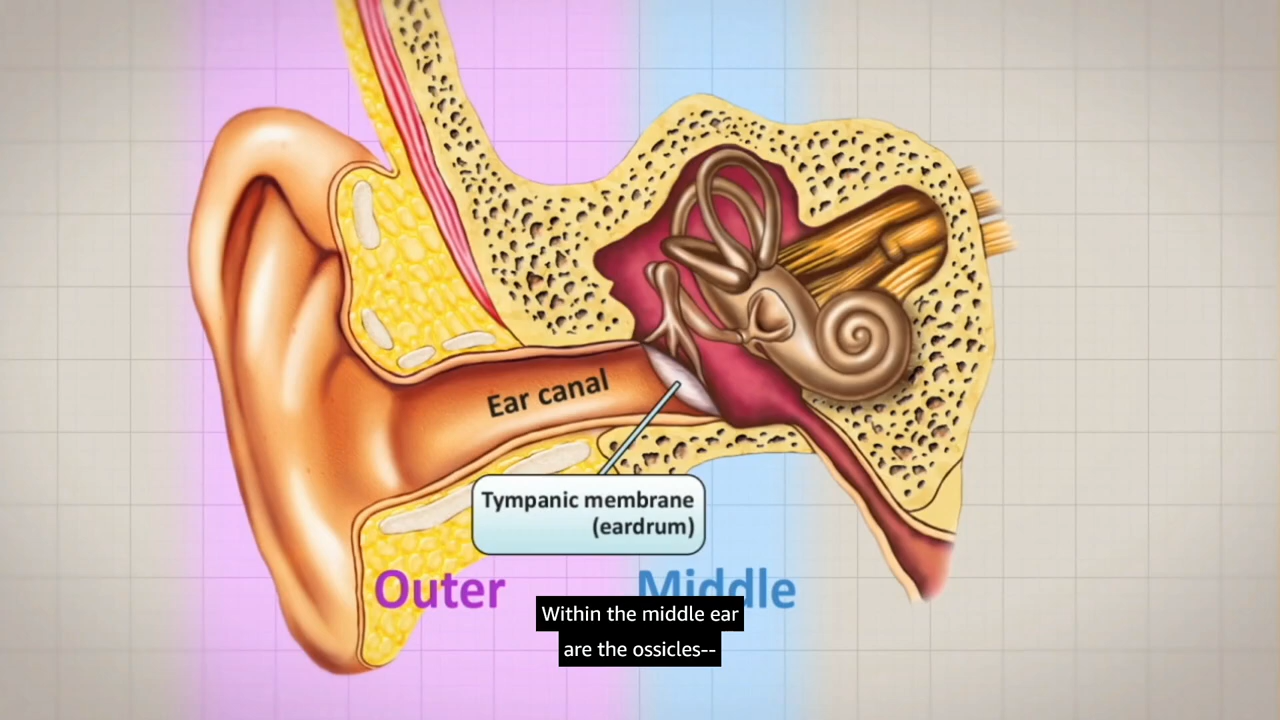 Ear canal
Tympanic membrane
(eardrum)
Outer
Middle
Within the middle ear
are the ossicles--